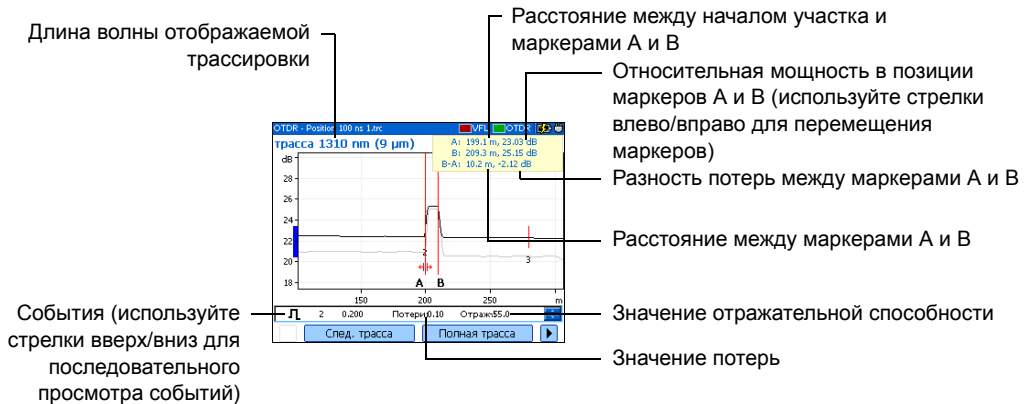 Длина волны отображаемой
трассировки
Расстояние между началом участка и
маркерами А и В
Относительная мощность в позиции
маркеров А и В (используйте стрелки
влево/вправо для перемещения
маркеров)
Разность потерь между маркерами А и В
Расстояние между маркерами А и В
OTDR - Position 100 ns 1.trc
VFL
OTDR
трасса 1310 nm (9 µm)
A: 199.1 m, 23.03 dB
B: 209.3 m, 25.15 dB
B-A: 10.2 m, -2.12 dB
dB
28
26
24
22
20
18
2
3
A B
150 200 250 m
2 0.200 Потери:0.10 Отраж:-55.0
След. трасса Полная трасса
События (используйте
стрелки вверх/вниз для
последовательного
просмотра событий)
Значение отражательной способности
Значение потерь